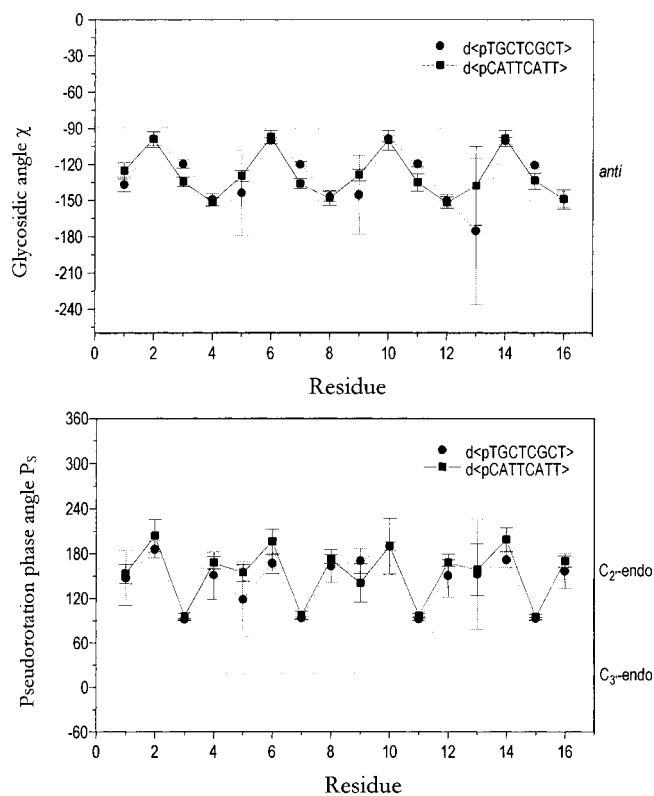 0
-30
-60
-90
-120
-150
-180
-210
-240
Glycosidic angle χ
d<pTGCTCGCT>
d<pCATTCATT>
anti
0 2 4 6 8 10 12 14 16
Residue
360
300
240
180
120
60
0
-60
Pseudorotation phase angle PS
d<pTGCTCGCT>
d<pCATTCATT>
C2'-endo
C3'-endo
0 2 4 6 8 10 12 14 16
Residue